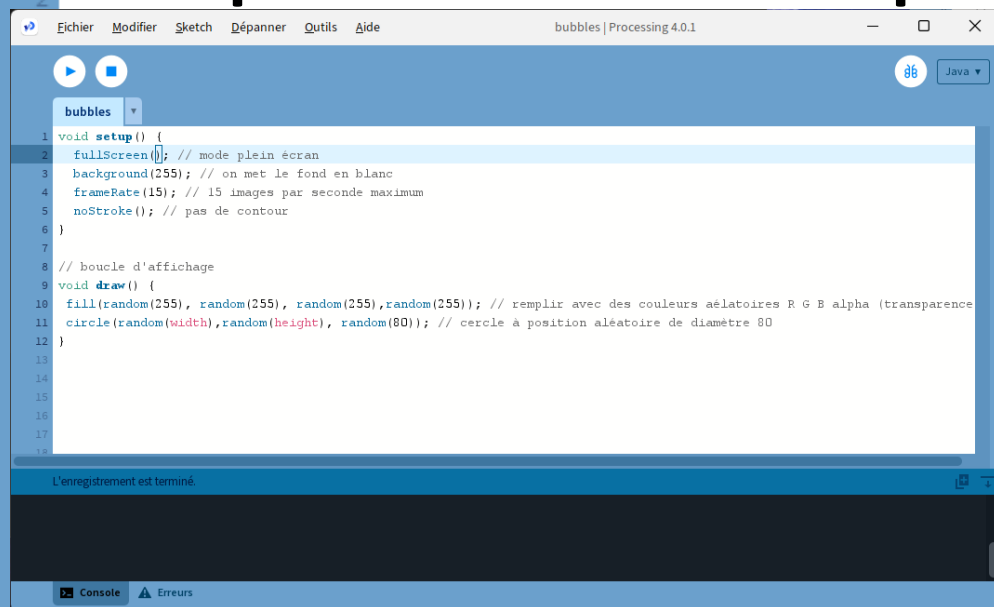 Fichier Modifier Sketch Dépanner Outils Aide bubbles | Processing 4.0.1
Java
bubbles
1 void setup() {
2 fullScreen(); // mode plein écran
3 background(255); // on met le fond en blanc
4 frameRate(15); // 15 images par seconde maximum
5 noStroke(); // pas de contour
6 }
7
8 // boucle d'affichage
9 void draw() {
10 fill(random(255), random(255), random(255),random(255)); // remplir avec des couleurs aélatoires R G B alpha (transparence
11 circle(random(width),random(height), random(80)); // cercle à position aléatoire de diamètre 80
12 }
13
14
15
16
17
18
L'enregistrement est terminé.
Console Erreurs